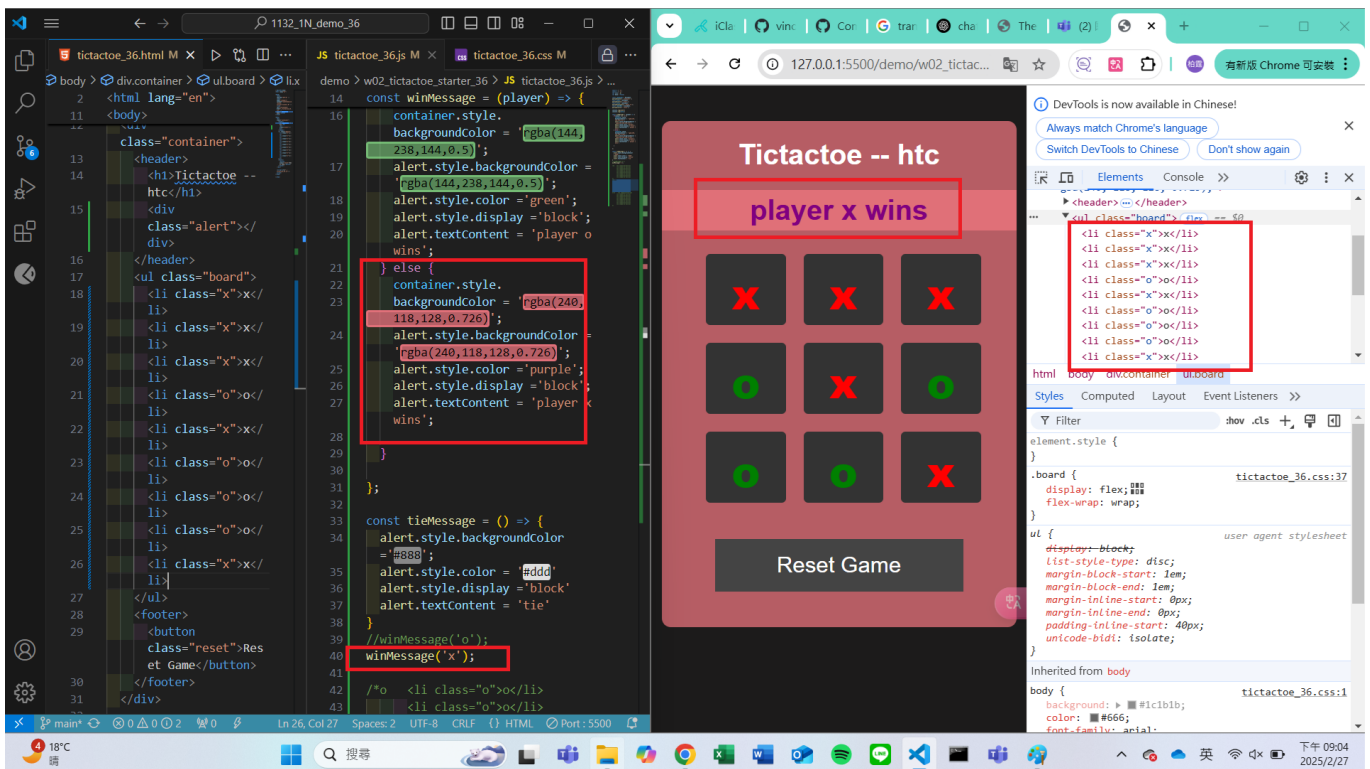 1132_1N_demo_36
tictactoe_36.html M
body > div.container > ul.board > li.x
2 <html lang="en">
11 <body>
class="container">
13 <header>
14 <h1>Tictactoe --
htc</h1>
15 <div
class="alert"></
div>
16 </header>
17 <ul class="board">
18 <li class="x">x</
li>
19 <li class="x">x</
li>
20 <li class="x">x</
li>
21 <li class="o">o</
li>
22 <li class="x">x</
li>
23 <li class="o">o</
li>
24 <li class="o">o</
li>
25 <li class="o">o</
li>
26 <li class="x">x</
li>
27 </ul>
28 <footer>
29 <button
class="reset">Res
et Game</button>
30 </footer>
31 </div>
JS tictactoe_36.js M
tictactoe_36.css M
demo > w02_tictactoe_starter_36 > JS tictactoe_36.js > ...
14 const winMessage = (player) => {
16 container.style.
backgroundColor = 'rgba(144,
238,144,0.5)';
17 alert.style.backgroundColor =
'rgba(144,238,144,0.5)';
18 alert.style.color ='green';
19 alert.style.display ='block';
20 alert.textContent = 'player o
wins';
21 } else {
22 container.style.
23 backgroundColor = 'rgba(240,
118,128,0.726)';
24 alert.style.backgroundColor =
'rgba(240,118,128,0.726)';
25 alert.style.color ='purple';
26 alert.style.display ='block';
27 alert.textContent = 'player x
wins';
28
29 }
30
31 };
32
33 const tieMessage = () => {
34 alert.style.backgroundColor
='#888';
35 alert.style.color = '#ddd'
36 alert.style.display ='block'
37 alert.textContent = 'tie'
38 }
39 //winMessage('o');
40 winMessage('x');
41
42 /*o <li class="o">o</li>
43 <li class="o">o</li>
6
main*
0 0 0 2
0
Ln 26, Col 27
Spaces: 2
UTF-8
CRLF
{} HTML
Port : 5500
iCla
vinc
Cor
tran
cha
The
(2)
127.0.0.1:5500/demo/w02_tictac...
有新版 Chrome 可安裝
Tictactoe -- htc
player x wins
x x x
o x o
o o x
Reset Game
DevTools is now available in Chinese!
Always match Chrome's language
Switch DevTools to Chinese
Don't show again
Elements
Console
<header> </header>
<ul class="board"> flex == $0
<li class="x">x</li>
<li class="x">x</li>
<li class="x">x</li>
<li class="o">o</li>
<li class="x">x</li>
<li class="o">o</li>
<li class="o">o</li>
<li class="o">o</li>
<li class="x">x</li>
html body div.container ul.board
Styles Computed Layout Event Listeners
Filter
:hov .cls
element.style {
}
.board {
tictactoe_36.css:37
display: flex;
flex-wrap: wrap;
}
ul {
user agent stylesheet
display: block;
list-style-type: disc;
margin-block-start: 1em;
margin-block-end: 1em;
margin-inline-start: 0px;
margin-inline-end: 0px;
padding-inline-start: 40px;
unicode-bidi: isolate;
}
Inherited from body
body {
tictactoe_36.css:1
background: #1c1b1b;
color: #666;
font-family: arial;
4
18°C
晴
搜尋
英
下午 09:04
2025/2/27